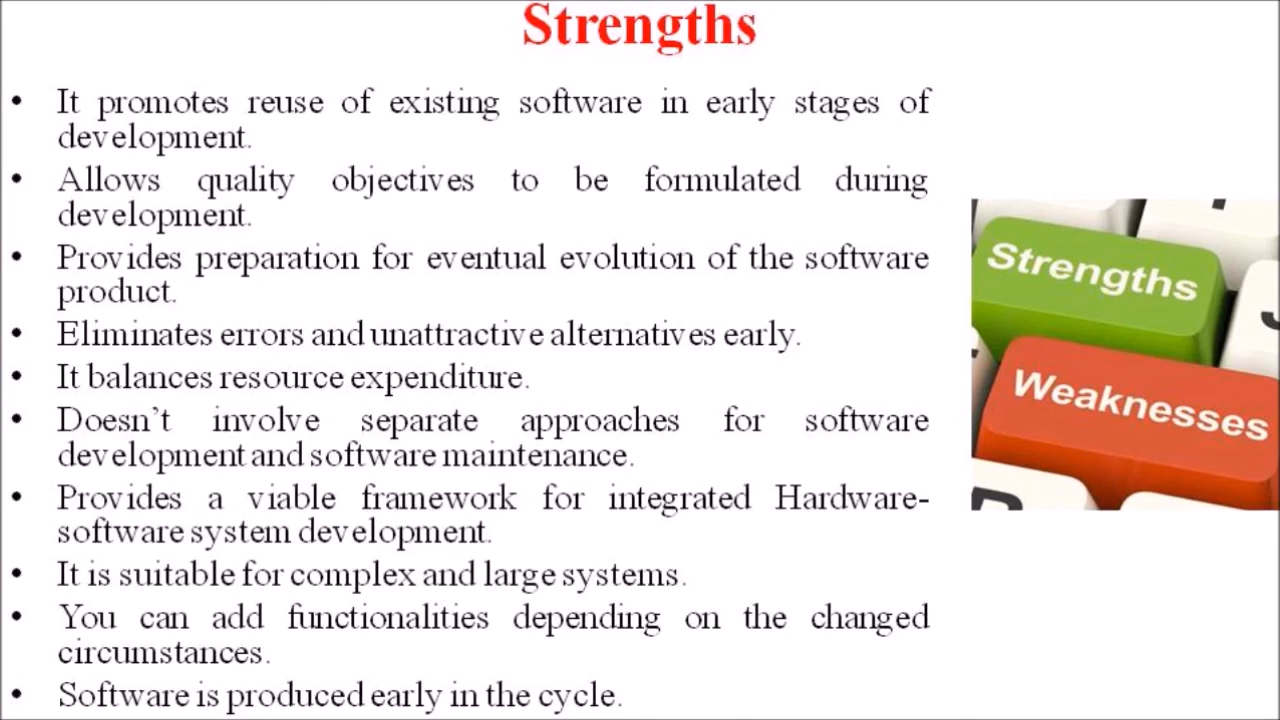 Strengths
• It promotes reuse of existing software in early stages of
development.
• Allows quality objectives to be formulated during
development.
• Provides preparation for eventual evolution of the software
product.
• Eliminates errors and unattractive alternatives early.
• It balances resource expenditure.
• Doesn't involve separate approaches for software
development and software maintenance.
• Provides a viable framework for integrated Hardware-
software system development.
• It is suitable for complex and large systems.
• You can add functionalities depending on the changed
circumstances.
• Software is produced early in the cycle.
Strengths
Weaknesses